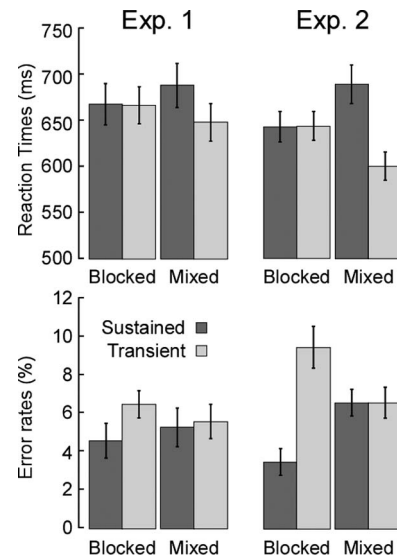 Exp. 1 Exp. 2
Reaction Times (ms)
700
650
600
550
500
Blocked Mixed Blocked Mixed
Error rates (%)
12
10
8
6
4
2
0
Sustained
Transient
Blocked Mixed Blocked Mixed